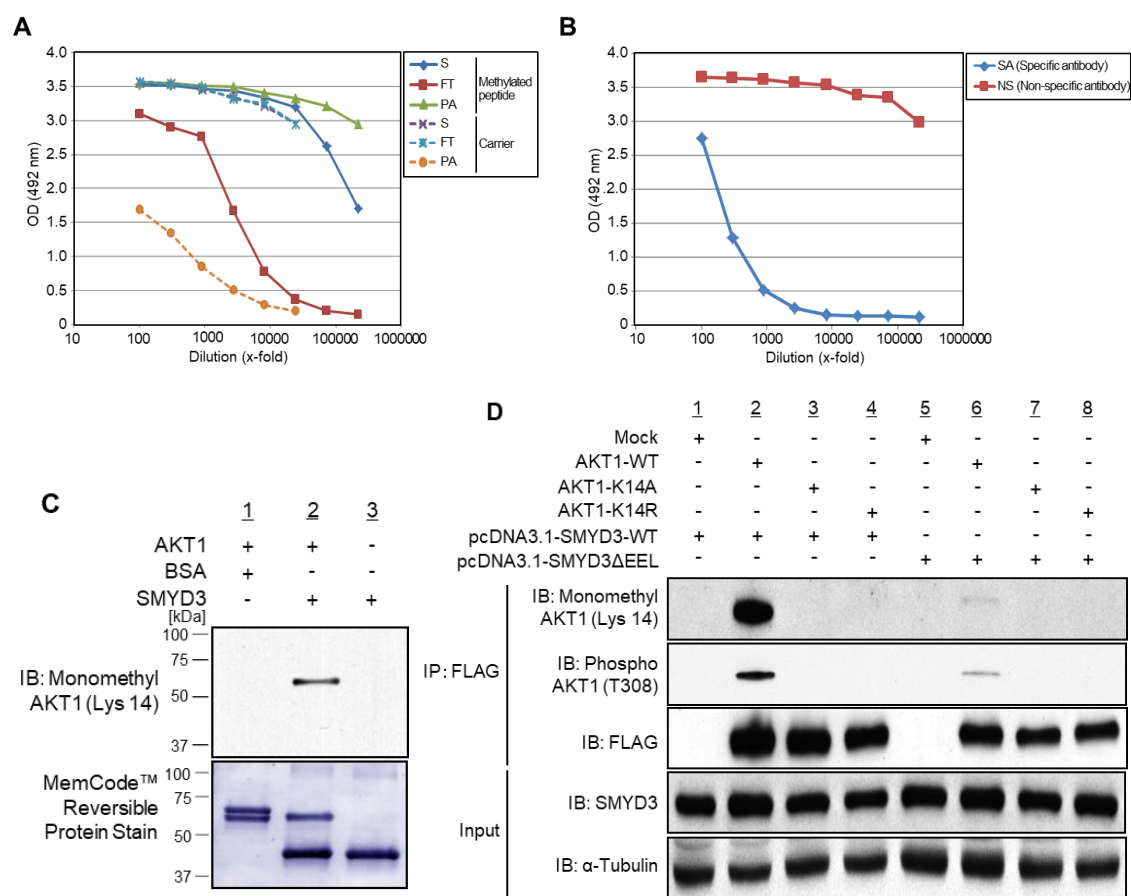 A
OD (492 nm)
4.0
3.5
3.0
2.5
2.0
1.5
1.0
0.5
0
10 100 1000 10000 100000 1000000
Dilution (x-fold)
S
FT
PA
Methylated
peptide
S
FT
PA
Carrier
B
OD (492 nm)
4.0
3.5
3.0
2.5
2.0
1.5
1.0
0.5
0
10 100 1000 10000 100000 1000000
Dilution (x-fold)
SA (Specific antibody)
NS (Non-specific antibody)
C
1 2 3
AKT1 + + -
BSA + - -
SMYD3 - + +
[kDa]
100
75
50
37
IB: Monomethyl
AKT1 (Lys 14)
100
75
50
37
MemCode™
Reversible
Protein Stain
D
1 2 3 4 5 6 7 8
Mock + - - - + - - -
AKT1-WT - + - - - + - -
AKT1-K14A - - + - - - + -
AKT1-K14R - - - + - - - +
pcDNA3.1-SMYD3-WT + + + + - - - -
pcDNA3.1-SMYD3ΔEEL - - - - + + + +
IP: FLAG
IB: Monomethyl
AKT1 (Lys 14)
IB: Phospho
AKT1 (T308)
IB: FLAG
Input
IB: SMYD3
IB: α-Tubulin